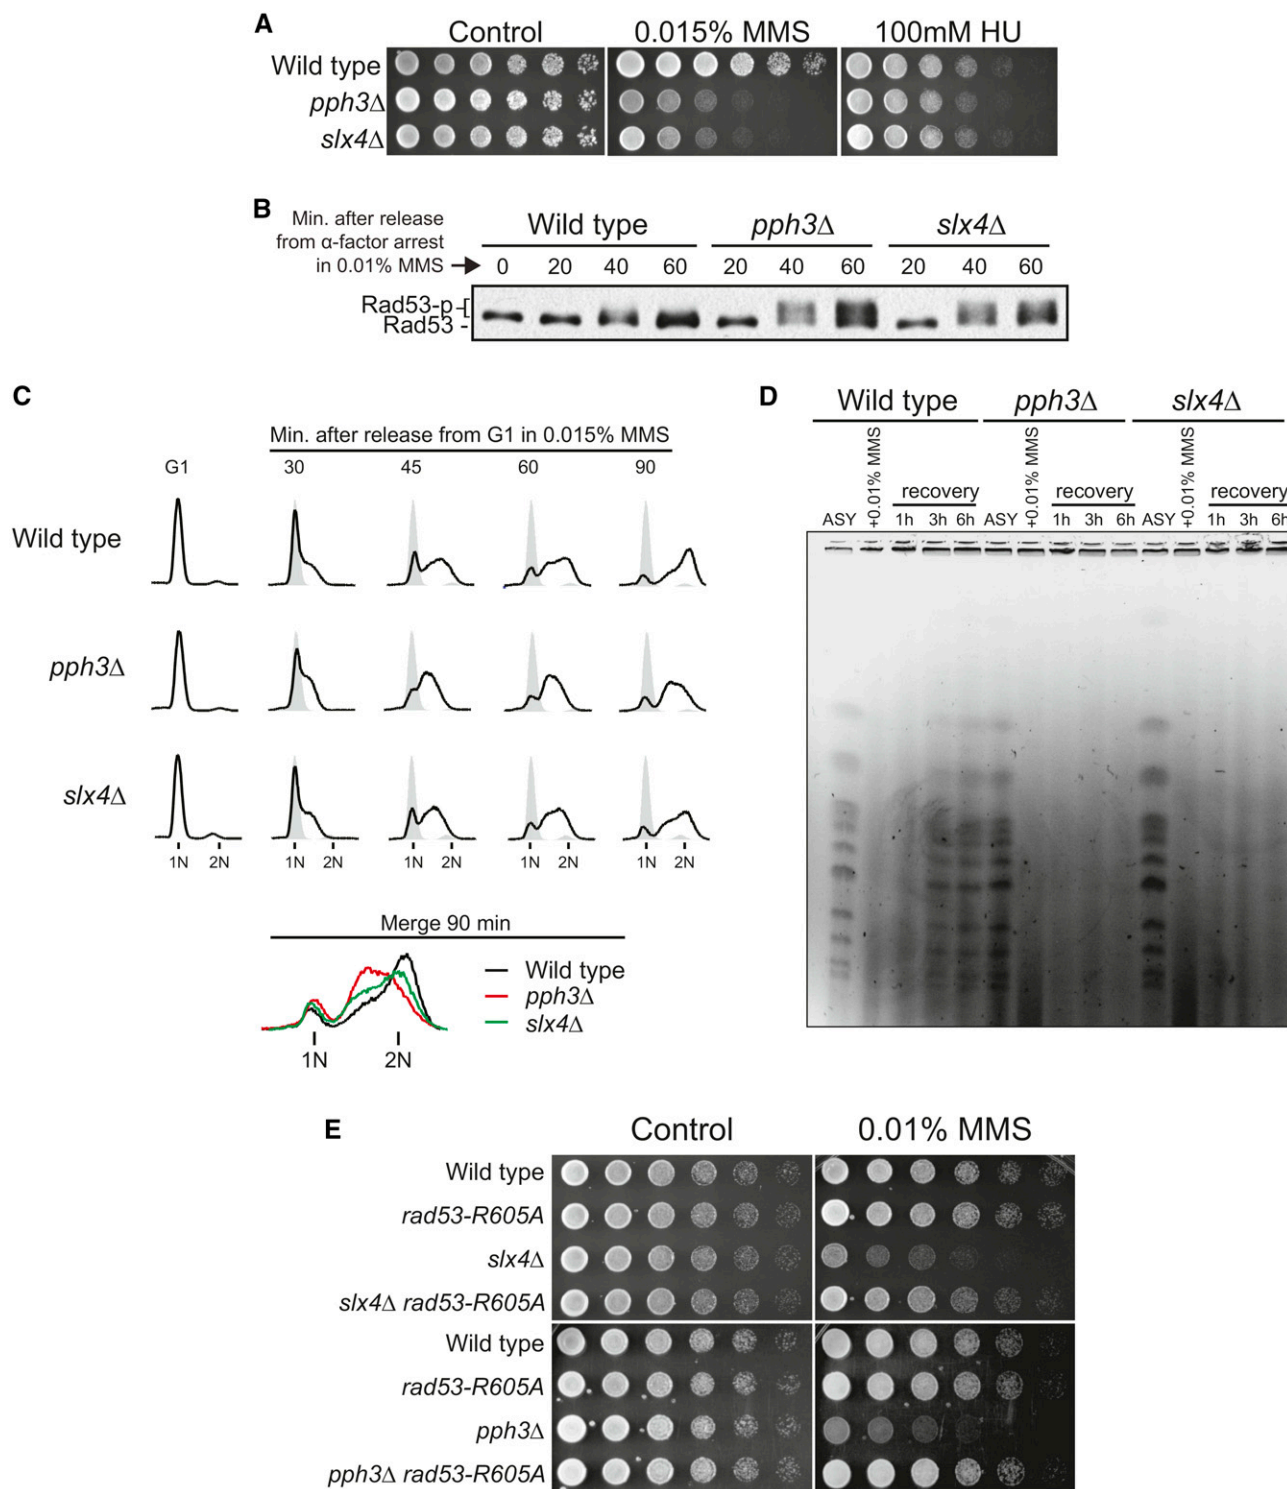 A
Control
0.015% MMS
100mM HU
Wild type
pph3Δ
slx4Δ
B
Min. after release
from α-factor arrest
in 0.01% MMS
Wild type
pph3Δ
slx4Δ
0 20 40 60 20 40 60 20 40 60
Rad53-p
Rad53 -
C
Min. after release from G1 in 0.015% MMS
G1 30 45 60 90
Wild type
pph3Δ
slx4Δ
1N 2N 1N 2N 1N 2N 1N 2N 1N 2N
Merge 90 min
Wild type
pph3Δ
slx4Δ
1N 2N
D
Wild type
pph3Δ
slx4Δ
+0.01% MMS
+0.01% MMS
+0.01% MMS
recovery
recovery
recovery
ASY 1h 3h 6h ASY 1h 3h 6h ASY 1h 3h 6h
E
Control
0.01% MMS
Wild type
rad53-R605A
slx4Δ
slx4Δ rad53-R605A
Wild type
rad53-R605A
pph3Δ
pph3Δ rad53-R605A